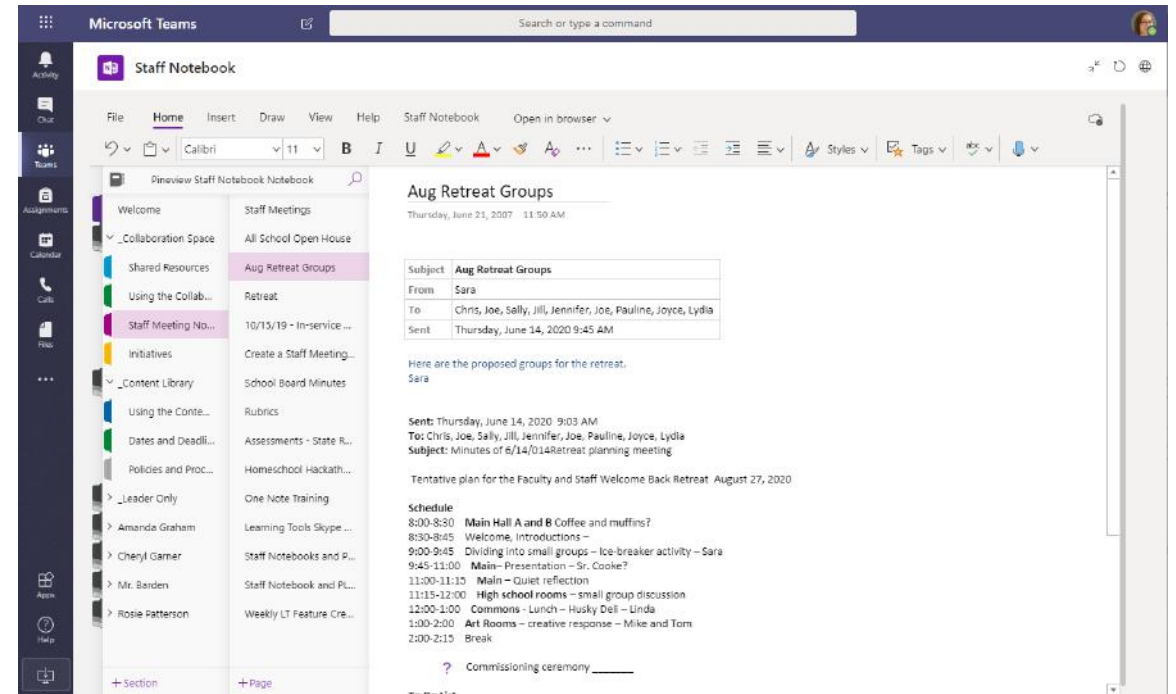 Microsoft Teams
Search or type a command
Activity
Chat
Teams
Assignments
Calendar
Calls
Files
Apps
Help
Staff Notebook
File Home Insert Draw View Help Staff Notebook Open in browser
Calibri 11 B I U A Styles Tags
Pineview Staff Notebook Notebook
Welcome
_Collaboration Space
Shared Resources
Using the Collab...
Staff Meeting No...
Initiatives
_Content Library
Using the Conte...
Dates and Deadli...
Policies and Proc...
_Leader Only
Amanda Graham
Cheryl Garner
Mr. Barden
Rosie Patterson
+ Section
Staff Meetings
All School Open House
Aug Retreat Groups
Retreat
10/15/19 - In-service ...
Create a Staff Meeting...
School Board Minutes
Rubrics
Assessments - State R...
Homeschool Hackath...
One Note Training
Learning Tools Skype ...
Staff Notebooks and P...
Staff Notebook and PL...
Weekly LT Feature Cre...
+ Page
Aug Retreat Groups
Thursday, June 21, 2007 11:50 AM
Subject Aug Retreat Groups
From Sara
To Chris, Joe, Sally, Jill, Jennifer, Joe, Pauline, Joyce, Lydia
Sent Thursday, June 14, 2020 9:45 AM
Here are the proposed groups for the retreat.
Sara
Sent: Thursday, June 14, 2020 9:03 AM
To: Chris, Joe, Sally, Jill, Jennifer, Joe, Pauline, Joyce, Lydia
Subject: Minutes of 6/14/014Retreat planning meeting
Tentative plan for the Faculty and Staff Welcome Back Retreat August 27, 2020
Schedule
8:00-8:30 Main Hall A and B Coffee and muffins?
8:30-8:45 Welcome, Introductions –
9:00-9:45 Dividing into small groups – Ice-breaker activity – Sara
9:45-11:00 Main– Presentation – Sr. Cooke?
11:00-11:15 Main – Quiet reflection
11:15-12:00 High school rooms – small group discussion
12:00-1:00 Commons - Lunch – Husky Deli – Linda
1:00-2:00 Art Rooms – creative response – Mike and Tom
2:00-2:15 Break
? Commissioning ceremony _______